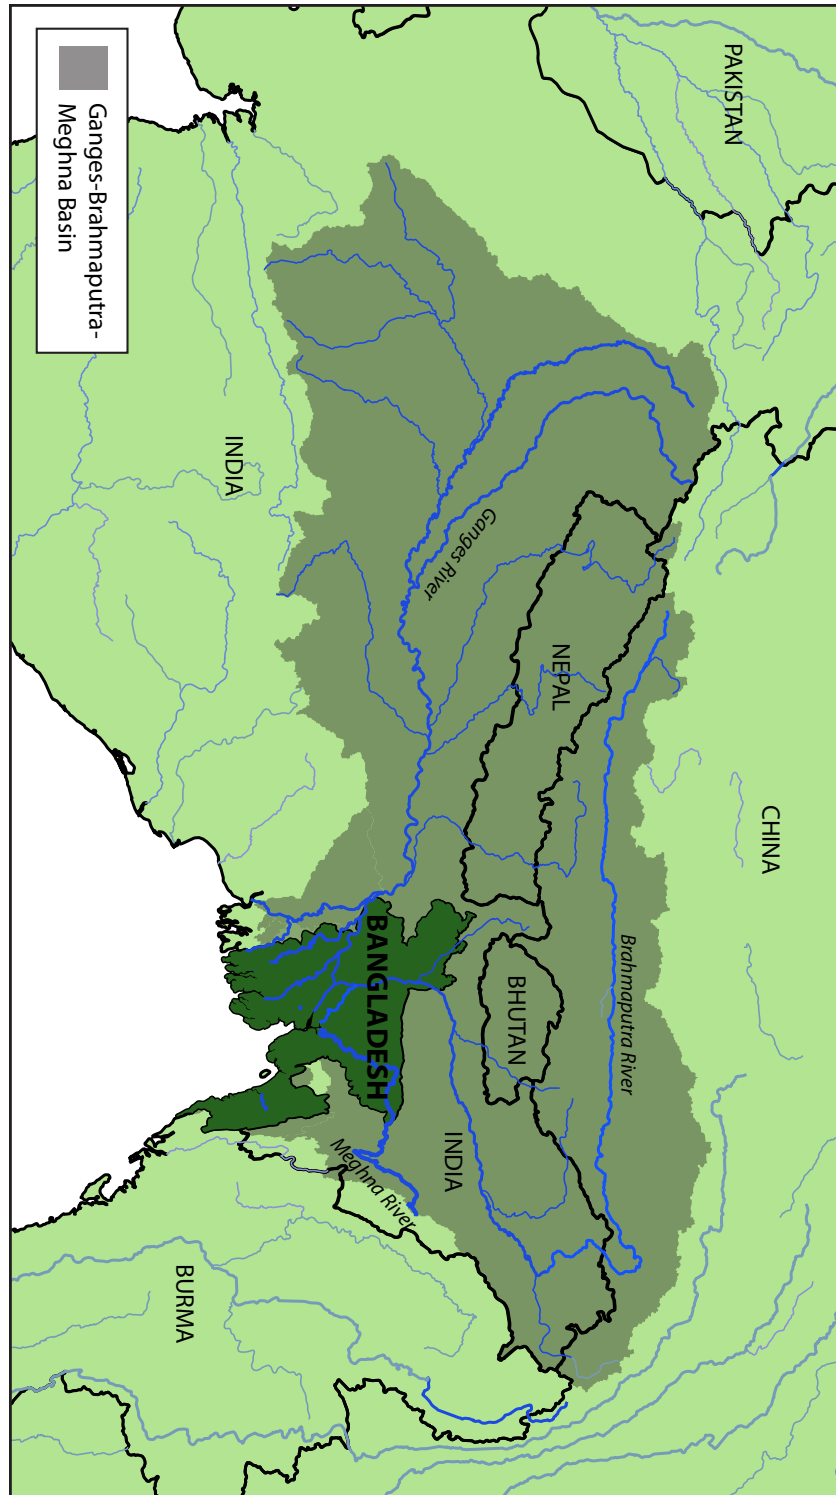 PAKISTAN
CHINA
NEPAL
Ganges River
Brahmaputra River
BHUTAN
INDIA
BANGLADESH
INDIA
Meghna River
BURMA
Ganges-Brahmaputra-
Meghna Basin